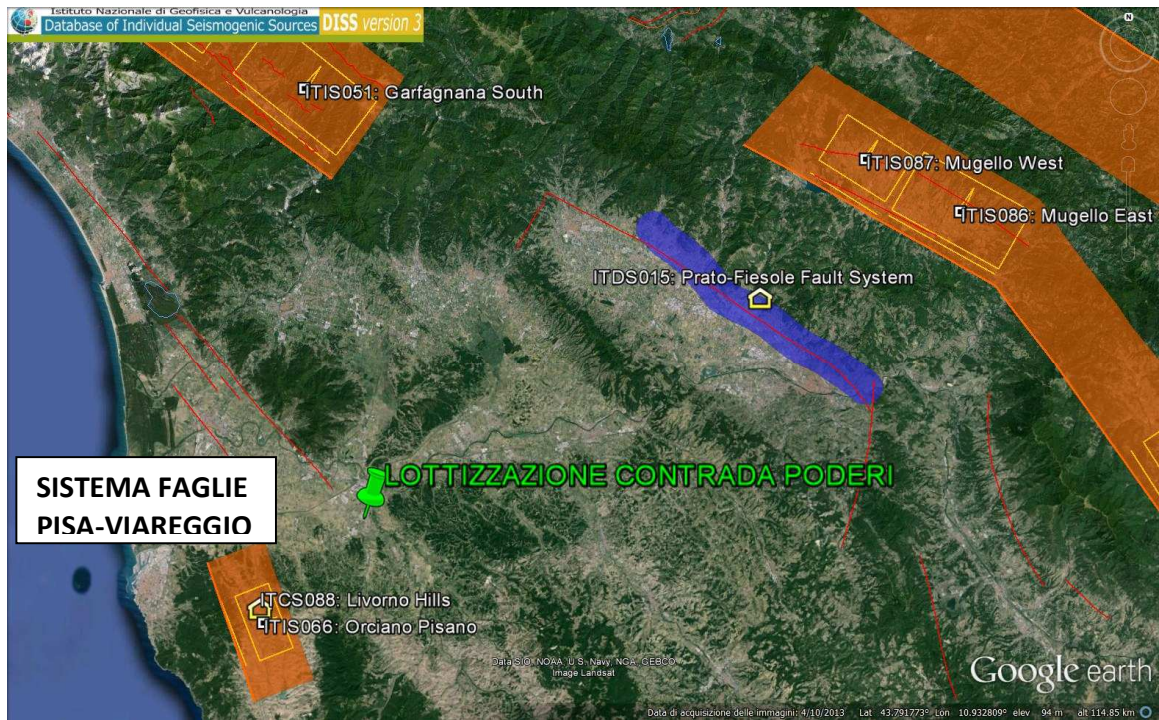 Istituto Nazionale di Geofisica e Vulcanologia
Database of Individual Seismogenic Sources DISS version 3
N
ITIS051: Garfagnana South
ITIS087: Mugello West
ITIS086: Mugello East
ITDS015: Prato-Fiesole Fault System
LOTTIZZAZIONE CONTRADA PODERI
SISTEMA FAGLIE
PISA-VIAREGGIO
ITCS088: Livorno Hills
ITIS066: Orciano Pisano
Data SIO, NOAA, U.S. Navy, NGA, GEBCO
Image Landsat
Google earth
Data di acquisizione delle immagini: 4/10/2013 Lat 43.791773° Lon 10.932809° elev 94 m alt 114.85 km